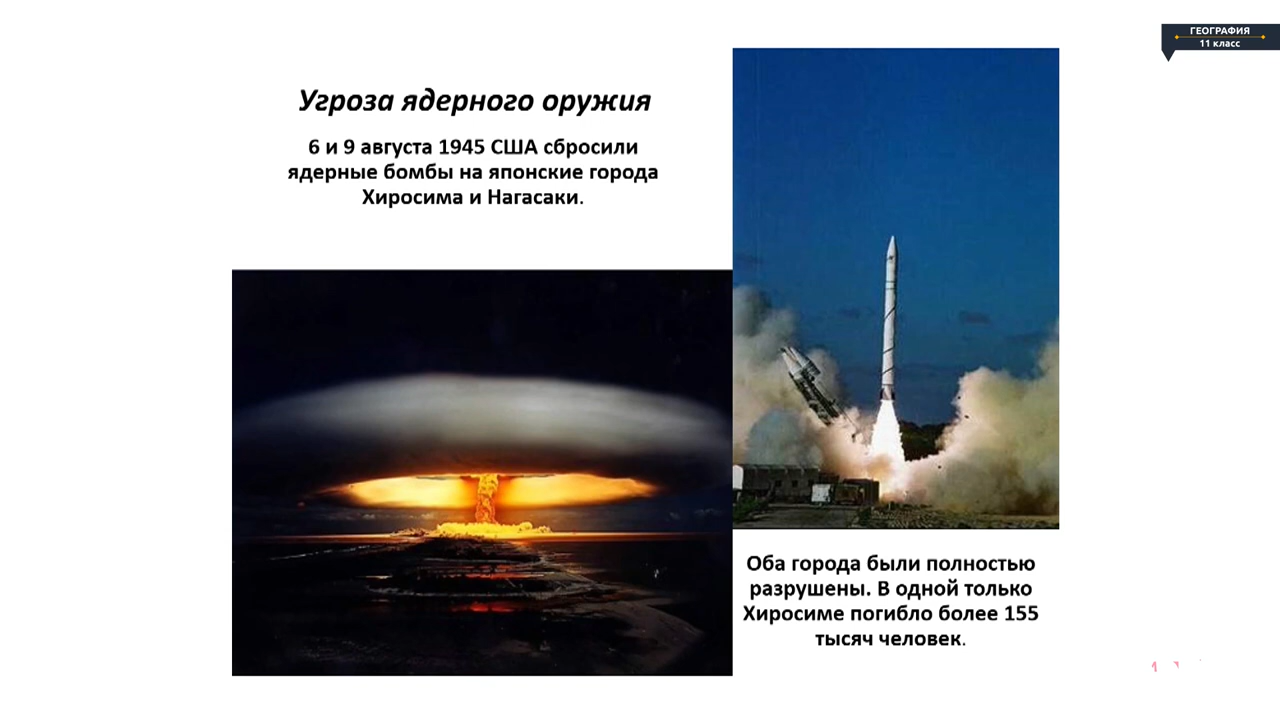 ГЕОГРАФИЯ
11 класс
Угроза ядерного оружия
6 и 9 августа 1945 США сбросили
ядерные бомбы на японские города
Хиросима и Нагасаки.
Оба города были полностью
разрушены. В одной только
Хиросиме погибло более 155
тысяч человек.